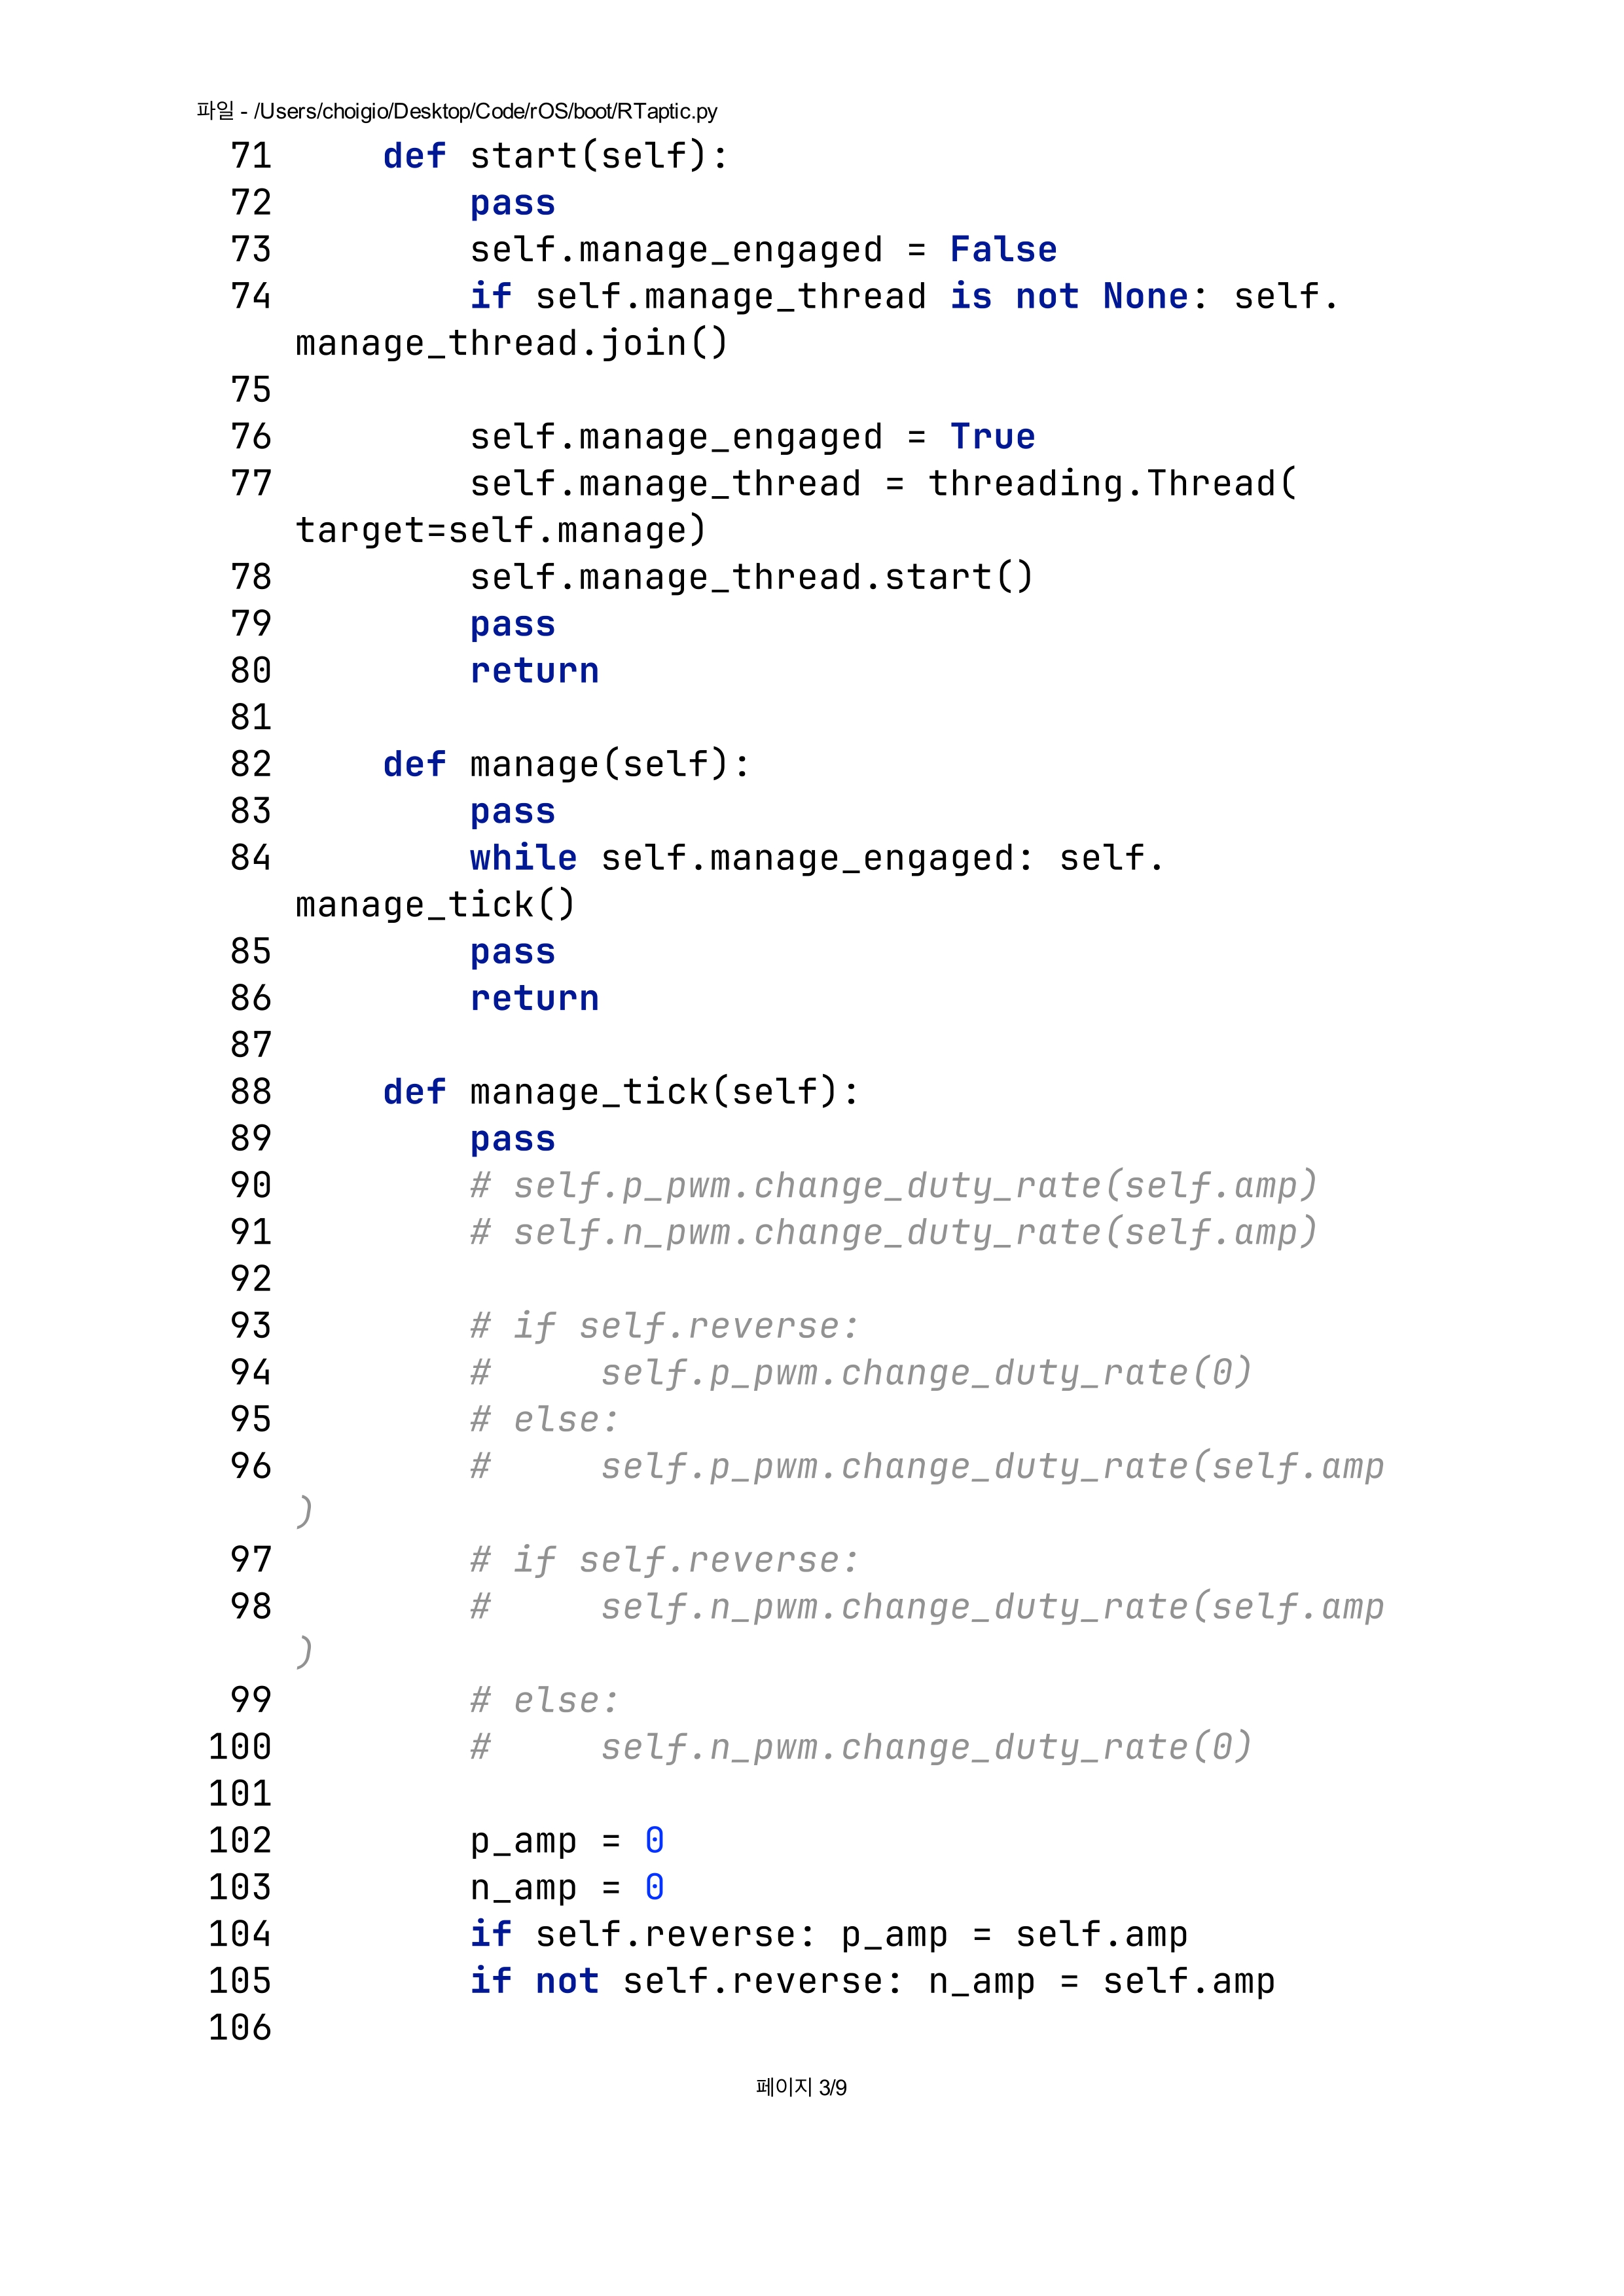 파일 - /Users/choigio/Desktop/Code/rOS/boot/RTaptic.py
71     def start(self):
72         pass
73         self.manage_engaged = False
74         if self.manage_thread is not None: self.
manage_thread.join()
75
76         self.manage_engaged = True
77         self.manage_thread = threading.Thread(
target=self.manage)
78         self.manage_thread.start()
79         pass
80         return
81
82     def manage(self):
83         pass
84         while self.manage_engaged: self.
manage_tick()
85         pass
86         return
87
88     def manage_tick(self):
89         pass
90         # self.p_pwm.change_duty_rate(self.amp)
91         # self.n_pwm.change_duty_rate(self.amp)
92
93         # if self.reverse:
94         #     self.p_pwm.change_duty_rate(0)
95         # else:
96         #     self.p_pwm.change_duty_rate(self.amp
)
97         # if self.reverse:
98         #     self.n_pwm.change_duty_rate(self.amp
)
99         # else:
100         #     self.n_pwm.change_duty_rate(0)
101
102         p_amp = 0
103         n_amp = 0
104         if self.reverse: p_amp = self.amp
105         if not self.reverse: n_amp = self.amp
106
페이지 3/9